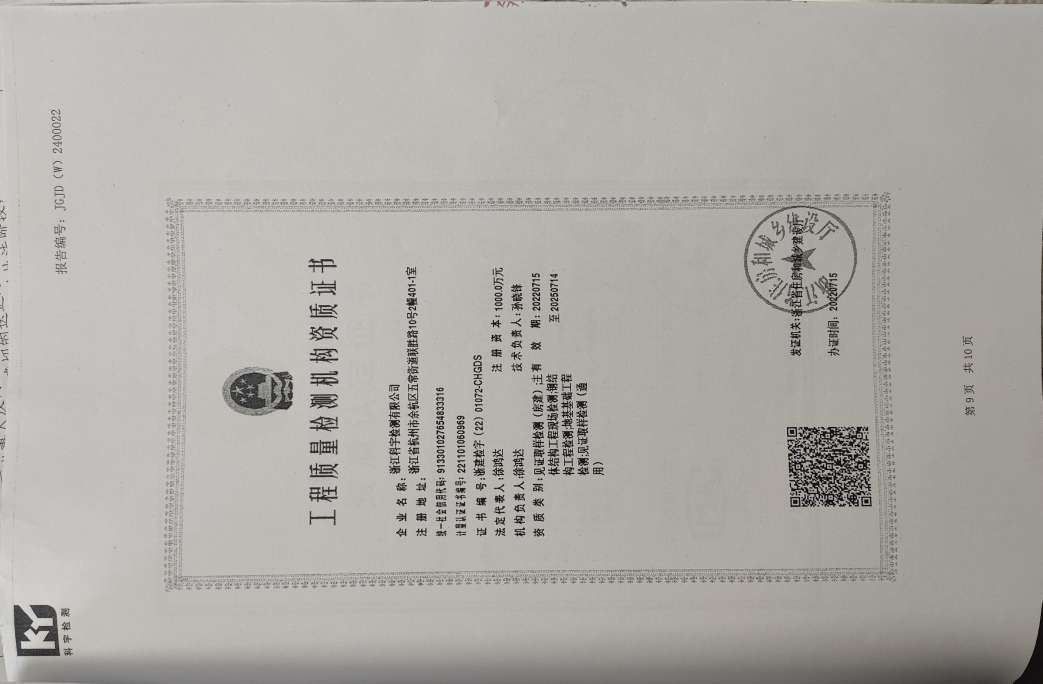 KY
科宇检测
报告编号：JGJD（W）2400022
工程质量检测机构资质证书
企业名称：浙江科宇检测有限公司
注册地址：浙江省杭州市余杭区五常街道联胜路10号2幢401-1室
统一社会信用代码：913301027654833316
计量认证证书编号：221101060969
证书编号：浙建检字（22）01072-CHGDS
法定代表人：徐鸿达 注册资本：1000.0万元
机构负责人：徐鸿达 技术负责人：孙晓锋
资质类别：见证取样检测（房建）;主 有效期：20220715
体结构工程现场检测;钢结 至 20250714
构工程检测;地基基础工程
检测;见证取样检测（通
用）
发证机关：浙江省住房和城乡建设厅
办证时间：20220715
第 9 页 共 10 页